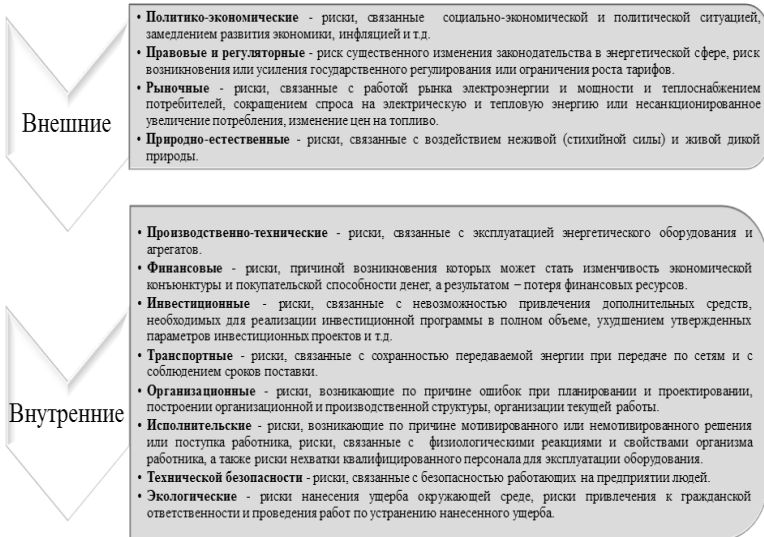 Внешние
• Политико-экономические - риски, связанные социально-экономической и политической ситуацией,
замедлением развития экономики, инфляцией и т.д.
• Правовые и регуляторные - риск существенного изменения законодательства в энергетической сфере, риск
возникновения или усиления государственного регулирования или ограничения роста тарифов.
• Рыночные - риски, связанные с работой рынка электроэнергии и мощности и теплоснабжением
потребителей, сокращением спроса на электрическую и тепловую энергию или несанкционированное
увеличение потребления, изменение цен на топливо.
• Природно-естественные - риски, связанные с воздействием неживой (стихийной силы) и живой дикой
природы.
Внутренние
• Производственно-технические - риски, связанные с эксплуатацией энергетического оборудования и
агрегатов.
• Финансовые - риски, причиной возникновения которых может стать изменчивость экономической
конъюнктуры и покупательской способности денег, а результатом – потеря финансовых ресурсов.
• Инвестиционные - риски, связанные с невозможностью привлечения дополнительных средств,
необходимых для реализации инвестиционной программы в полном объеме, ухудшением утвержденных
параметров инвестиционных проектов и т.д.
• Транспортные - риски, связанные с сохранностью передаваемой энергии при передаче по сетям и с
соблюдением сроков поставки.
• Организационные - риски, возникающие по причине ошибок при планировании и проектировании,
построении организационной и производственной структуры, организации текущей работы.
• Исполнительские - риски, возникающие по причине мотивированного или немотивированного решения
или поступка работника, риски, связанные с физиологическими реакциями и свойствами организма
работника, а также риски нехватки квалифицированного персонала для эксплуатации оборудования.
• Технической безопасности - риски, связанные с безопасностью работающих на предприятии людей.
• Экологические - риски нанесения ущерба окружающей среде, риски привлечения к гражданской
ответственности и проведения работ по устранению нанесенного ущерба.